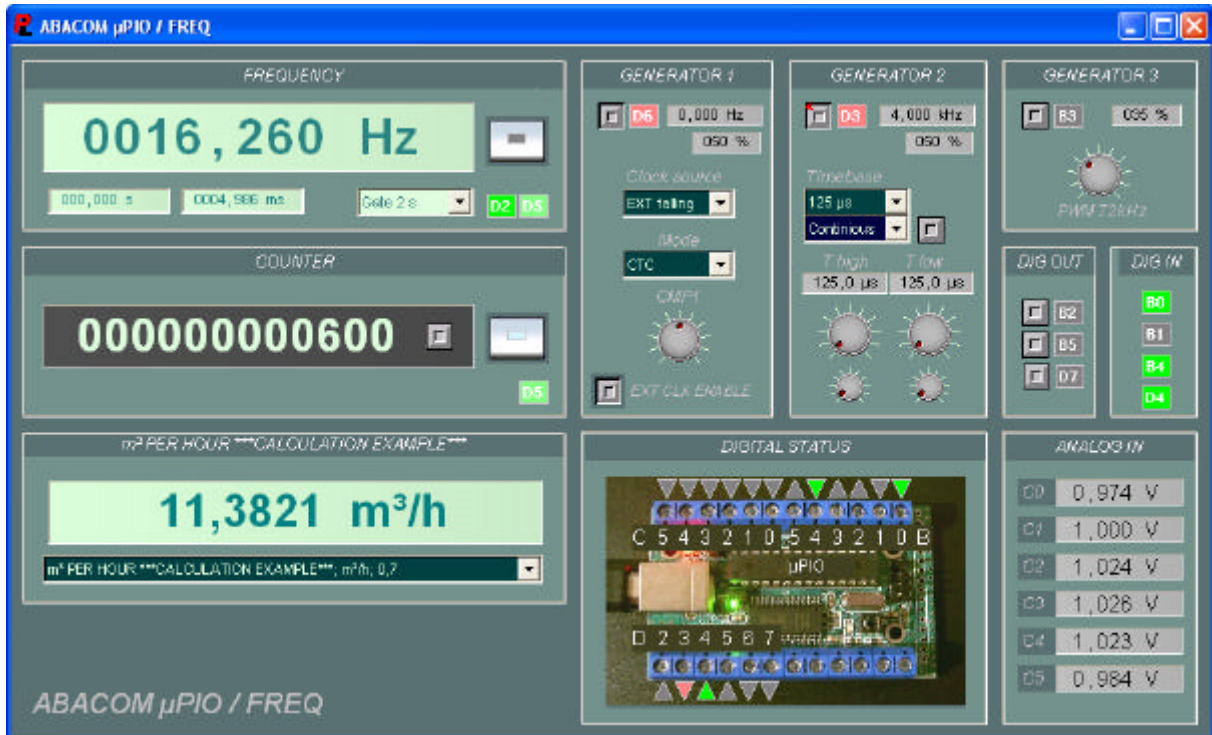 ABACOM µPIO / FREQ
FREQUENCY
0016,260 Hz
000,000 s
0004,986 ms
Gate 2 s
D2
D5
COUNTER
000000000600
D5
m³ PER HOUR ***CALCULATION EXAMPLE***
11,3821 m³/h
m³ PER HOUR ***CALCULATION EXAMPLE***; m³/h; 0,7
ABACOM µPIO / FREQ
GENERATOR 1
D6 0,000 Hz
050 %
Clock source
EXT falling
Mode
CTC
CMP1
EXT CLK ENABLE
GENERATOR 2
D3 4,000 kHz
050 %
Timebase
125 µs
Continious
T high T low
125,0 µs 125,0 µs
GENERATOR 3
B3 035 %
PWM 72kHz
DIG OUT
B2
B5
D7
DIG IN
B0
B1
B4
D4
DIGITAL STATUS
C 5 4 3 2 1 0 5 4 3 2 1 0 B
µPIO
D 2 3 4 5 6 7
ANALOG IN
C0 0,974 V
C1 1,000 V
C2 1,024 V
C3 1,026 V
C4 1,023 V
C5 0,984 V